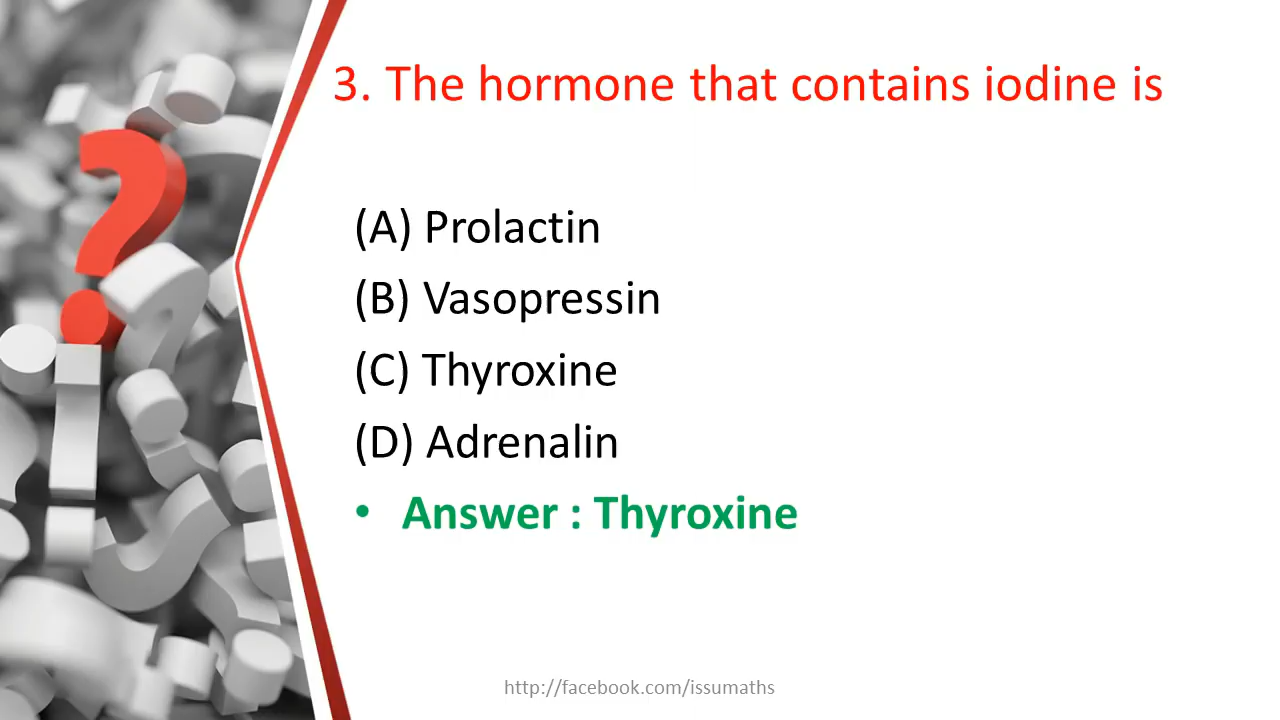 3. The hormone that contains iodine is
(A) Prolactin
(B) Vasopressin
(C) Thyroxine
(D) Adrenalin
• Answer : Thyroxine
http://facebook.com/issumaths